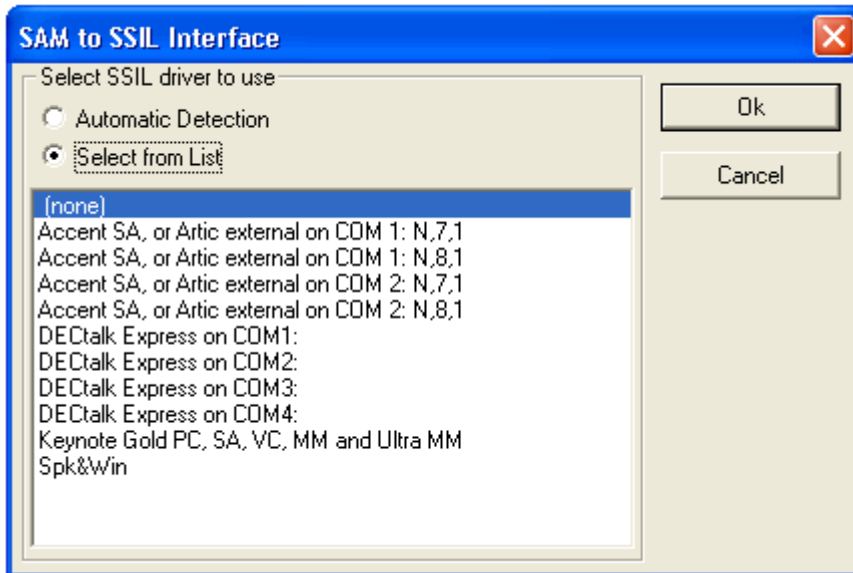 SAM to SSIL Interface
Select SSIL driver to use
Automatic Detection
Select from List
(none)
Accent SA, or Artic external on COM 1: N,7,1
Accent SA, or Artic external on COM 1: N,8,1
Accent SA, or Artic external on COM 2: N,7,1
Accent SA, or Artic external on COM 2: N,8,1
DECtalk Express on COM1:
DECtalk Express on COM2:
DECtalk Express on COM3:
DECtalk Express on COM4:
Keynote Gold PC, SA, VC, MM and Ultra MM
Spk&Win
Ok
Cancel